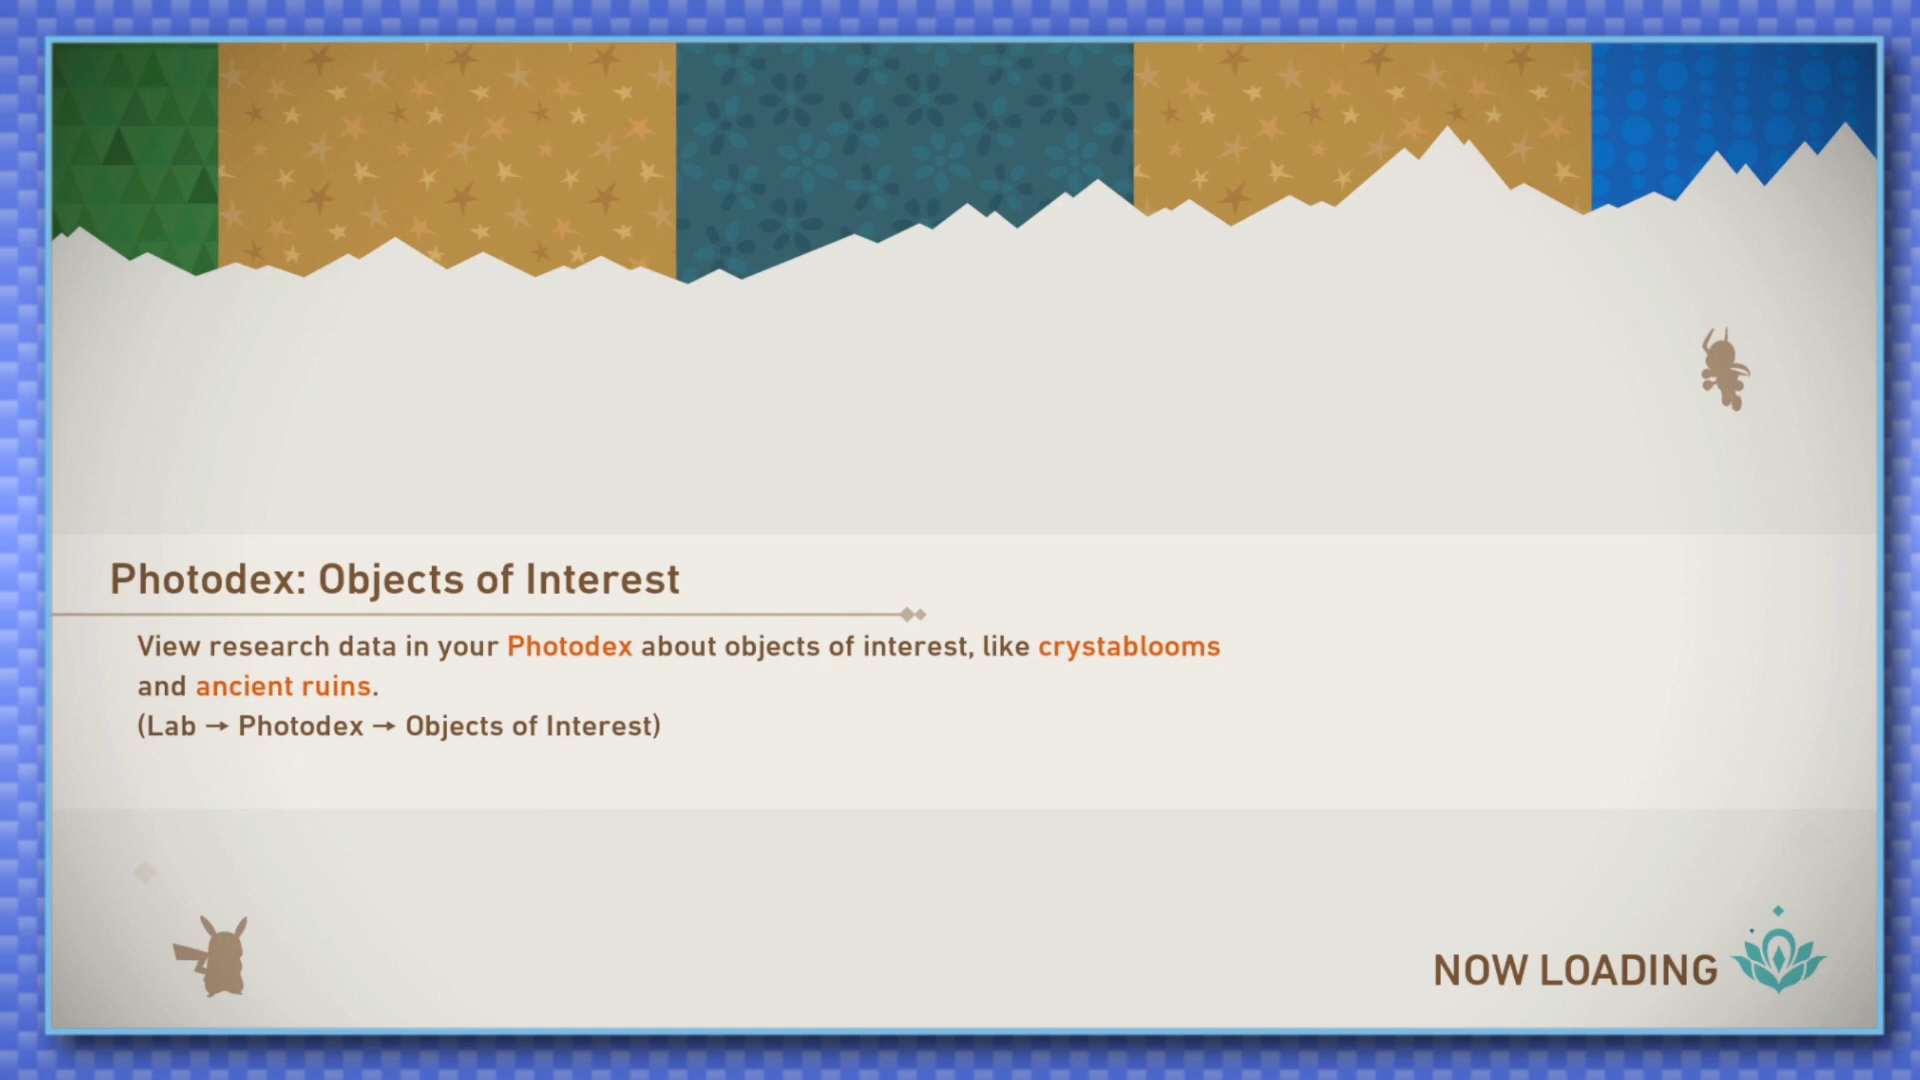 Photodex: Objects of Interest
View research data in your Photodex about objects of interest, like crystablooms
and ancient ruins.
(Lab → Photodex → Objects of Interest)
NOW LOADING